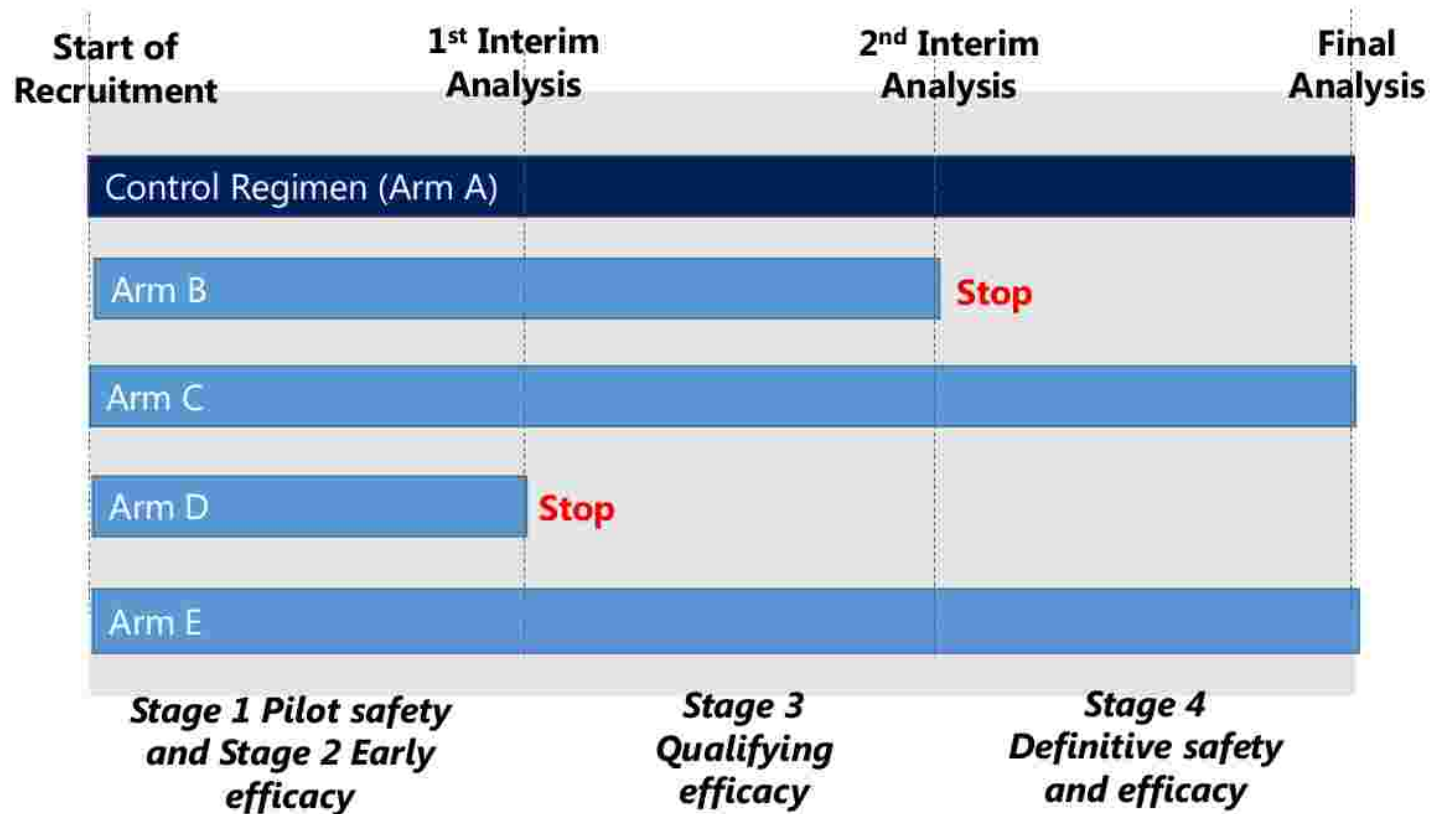 Start of
Recruitment
1st Interim
Analysis
2nd Interim
Analysis
Final
Analysis
Control Regimen (Arm A)
Arm B
Stop
Arm C
Arm D
Stop
Arm E
Stage 1 Pilot safety
and Stage 2 Early
efficacy
Stage 3
Qualifying
efficacy
Stage 4
Definitive safety
and efficacy